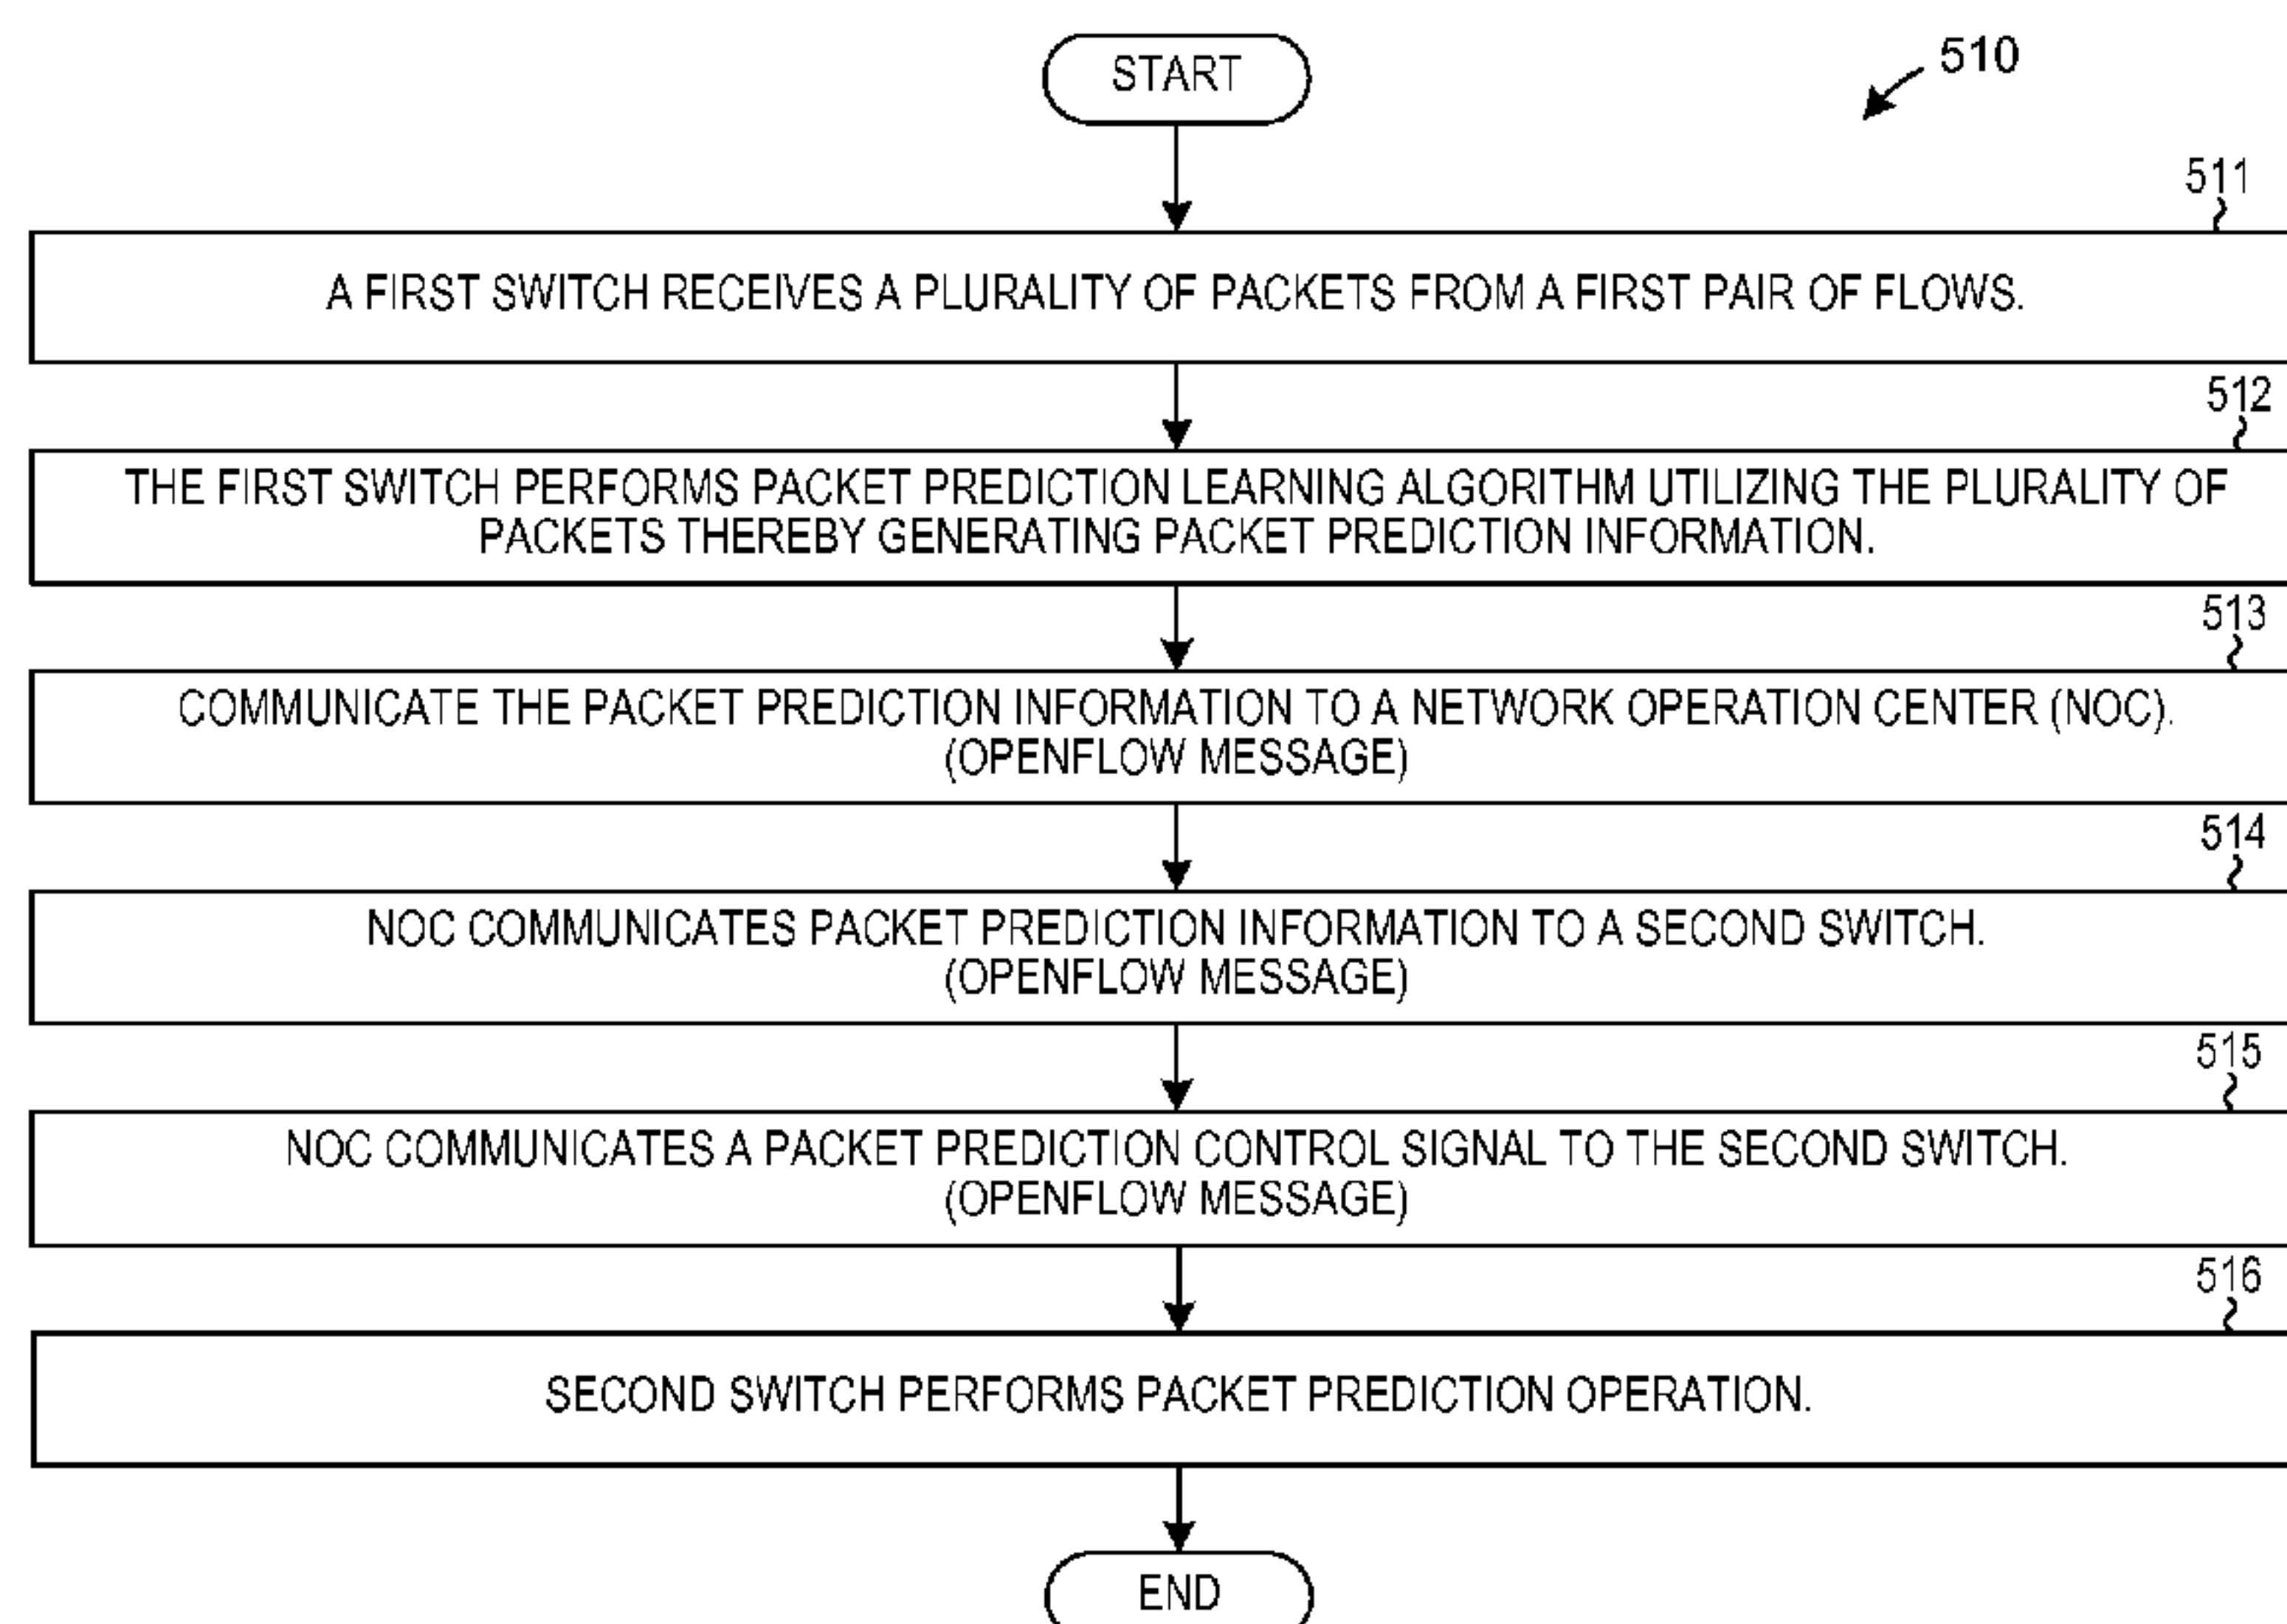 START
510
511
A FIRST SWITCH RECEIVES A PLURALITY OF PACKETS FROM A FIRST PAIR OF FLOWS.
512
THE FIRST SWITCH PERFORMS PACKET PREDICTION LEARNING ALGORITHM UTILIZING THE PLURALITY OF
PACKETS THEREBY GENERATING PACKET PREDICTION INFORMATION.
513
COMMUNICATE THE PACKET PREDICTION INFORMATION TO A NETWORK OPERATION CENTER (NOC).
(OPENFLOW MESSAGE)
514
NOC COMMUNICATES PACKET PREDICTION INFORMATION TO A SECOND SWITCH.
(OPENFLOW MESSAGE)
515
NOC COMMUNICATES A PACKET PREDICTION CONTROL SIGNAL TO THE SECOND SWITCH.
(OPENFLOW MESSAGE)
516
SECOND SWITCH PERFORMS PACKET PREDICTION OPERATION.
END